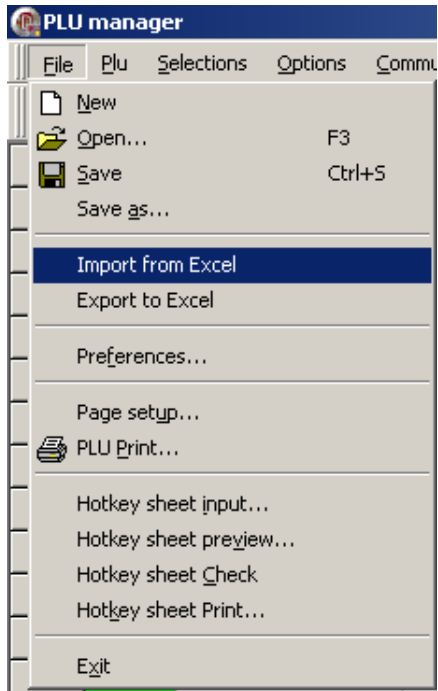 PLU manager
File Plu Selections Options Commu
New
Open... F3
Save Ctrl+S
Save as...
Import from Excel
Export to Excel
Preferences...
Page setup...
PLU Print...
Hotkey sheet input...
Hotkey sheet preview...
Hotkey sheet Check
Hotkey sheet Print...
Exit